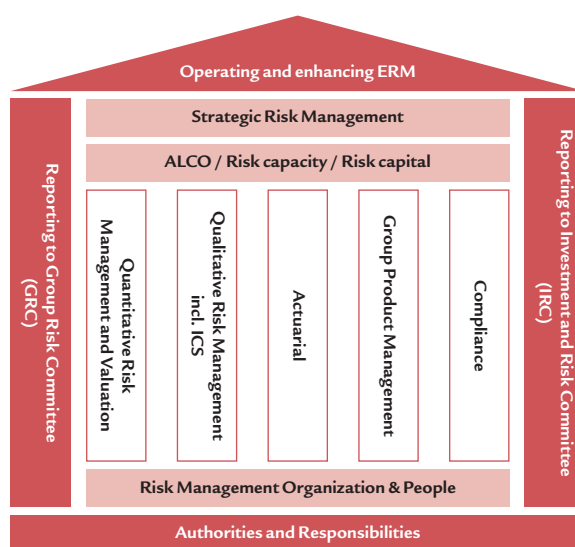 Operating and enhancing ERM
Strategic Risk Management
ALCO / Risk capacity / Risk capital
Reporting to Group Risk Committee
(GRC)
Quantitative Risk
Management and Valuation
Qualitative Risk Management
incl. ICS
Actuarial
Group Product Management
Compliance
Reporting to Investment and Risk Committee
(IRC)
Risk Management Organization & People
Authorities and Responsibilities